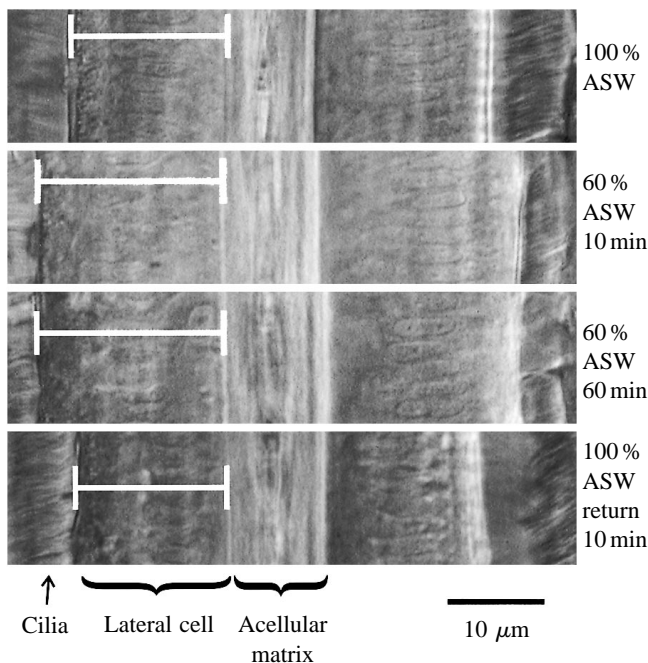 100 %
ASW
60 %
ASW
10 min
60 %
ASW
60 min
100 %
ASW
return
10 min
Cilia
Lateral cell
Acellular
matrix
10 μm